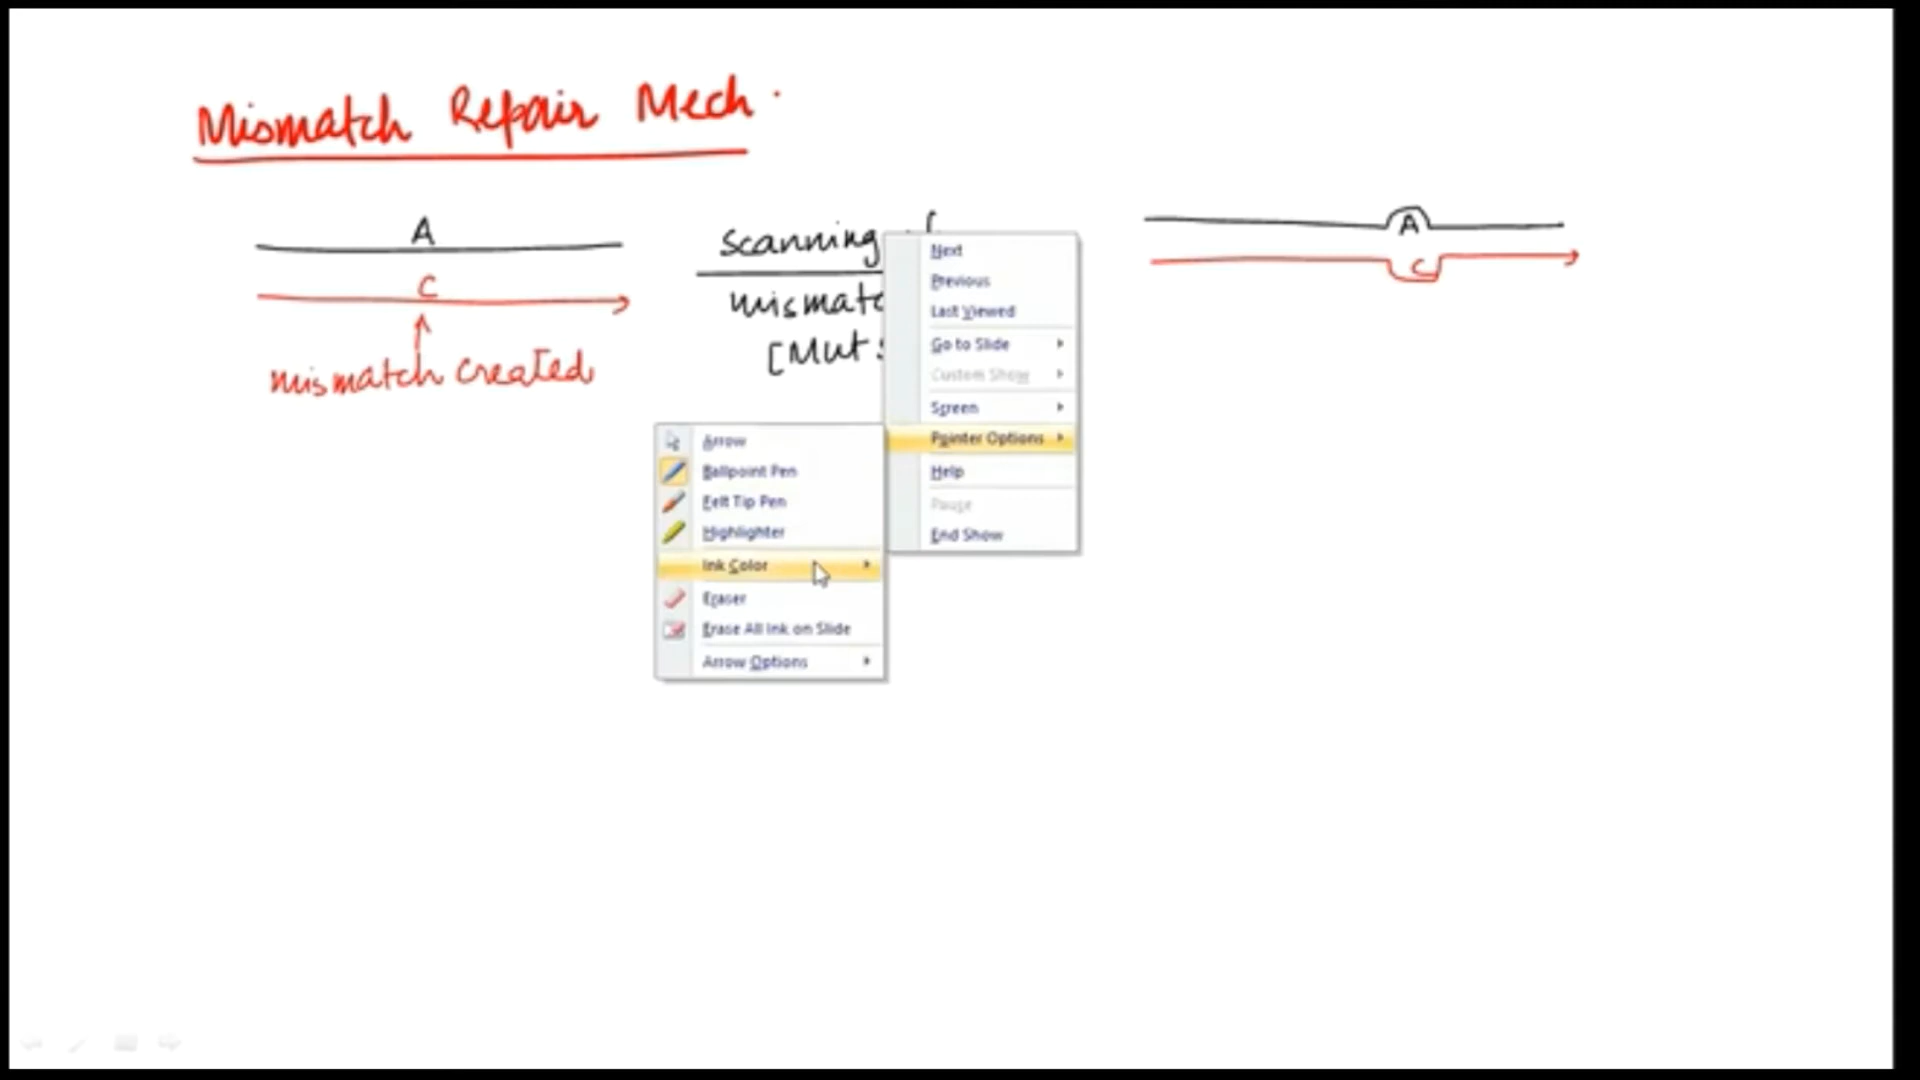 Mismatch Repair Mech.
A
C
mismatch created
scanning
[Mut
A
C
Next
Previous
Last Viewed
Go to Slide
Custom Show
Screen
Pointer Options
Help
Pause
End Show
Arrow
Ballpoint Pen
Felt Tip Pen
Highlighter
Ink Color
Eraser
Erase All Ink on Slide
Arrow Options